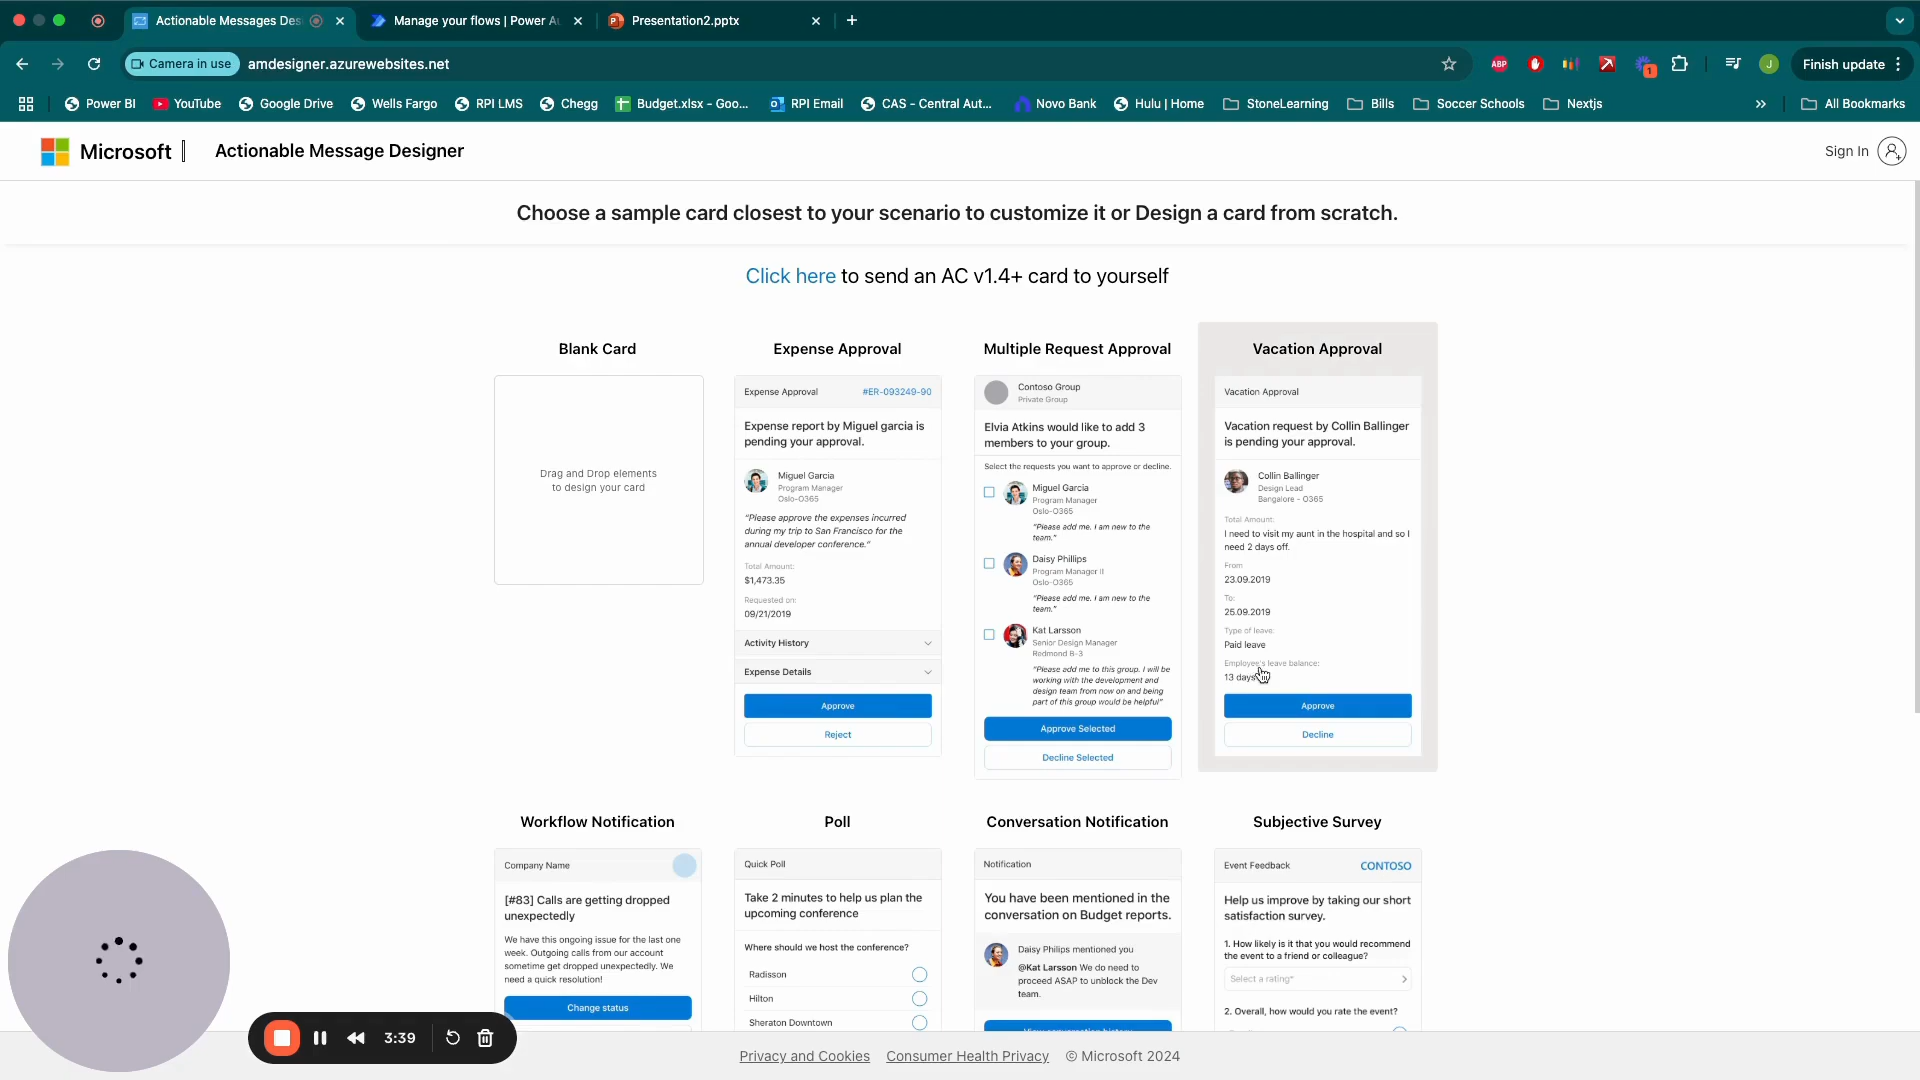 Actionable Messages Des
Manage your flows | Power Au
Presentation2.pptx
Camera in use
amdesigner.azurewebsites.net
ABP
1
J
Finish update
Power BI
YouTube
Google Drive
Wells Fargo
RPI LMS
Chegg
Budget.xlsx - Goo...
RPI Email
CAS - Central Aut...
Novo Bank
Hulu | Home
StoneLearning
Bills
Soccer Schools
Nextjs
All Bookmarks
Microsoft
Actionable Message Designer
Sign In
Choose a sample card closest to your scenario to customize it or Design a card from scratch.
Click here to send an AC v1.4+ card to yourself
Blank Card
Drag and Drop elements
to design your card
Expense Approval
Expense Approval
#ER-093249-90
Expense report by Miguel garcia is
pending your approval.
Miguel Garcia
Program Manager
Oslo-O365
“Please approve the expenses incurred
during my trip to San Francisco for the
annual developer conference.”
Total Amount:
$1,473.35
Requested on:
09/21/2019
Activity History
Expense Details
Approve
Reject
Multiple Request Approval
Contoso Group
Private Group
Elvia Atkins would like to add 3
members to your group.
Select the requests you want to approve or decline.
Miguel Garcia
Program Manager
Oslo-O365
“Please add me. I am new to the
team.”
Daisy Phillips
Program Manager II
Oslo-O365
“Please add me. I am new to the
team.”
Kat Larsson
Senior Design Manager
Redmond B-3
“Please add me to this group. I will be
working with the development and
design team from now on and being
part of this group would be helpful”
Approve Selected
Decline Selected
Vacation Approval
Vacation Approval
Vacation request by Collin Ballinger
is pending your approval.
Collin Ballinger
Design Lead
Bangalore - O365
Total Amount:
I need to visit my aunt in the hospital and so I
need 2 days off.
From
23.09.2019
To:
25.09.2019
Type of leave:
Paid leave
Employee's leave balance:
13 days
Approve
Decline
Workflow Notification
Company Name
[#83] Calls are getting dropped
unexpectedly
We have this ongoing issue for the last one
week. Outgoing calls from our account
sometime get dropped unexpectedly. We
need a quick resolution!
Change status
Poll
Quick Poll
Take 2 minutes to help us plan the
upcoming conference
Where should we host the conference?
Radisson
Hilton
Sheraton Downtown
Conversation Notification
Notification
You have been mentioned in the
conversation on Budget reports.
Daisy Philips mentioned you
@Kat Larsson We do need to
proceed ASAP to unblock the Dev
team.
View conversation history
Subjective Survey
Event Feedback
CONTOSO
Help us improve by taking our short
satisfaction survey.
1. How likely is it that you would recommend
the event to a friend or colleague?
Select a rating*
2. Overall, how would you rate the event?
3:39
Privacy and Cookies
Consumer Health Privacy
© Microsoft 2024